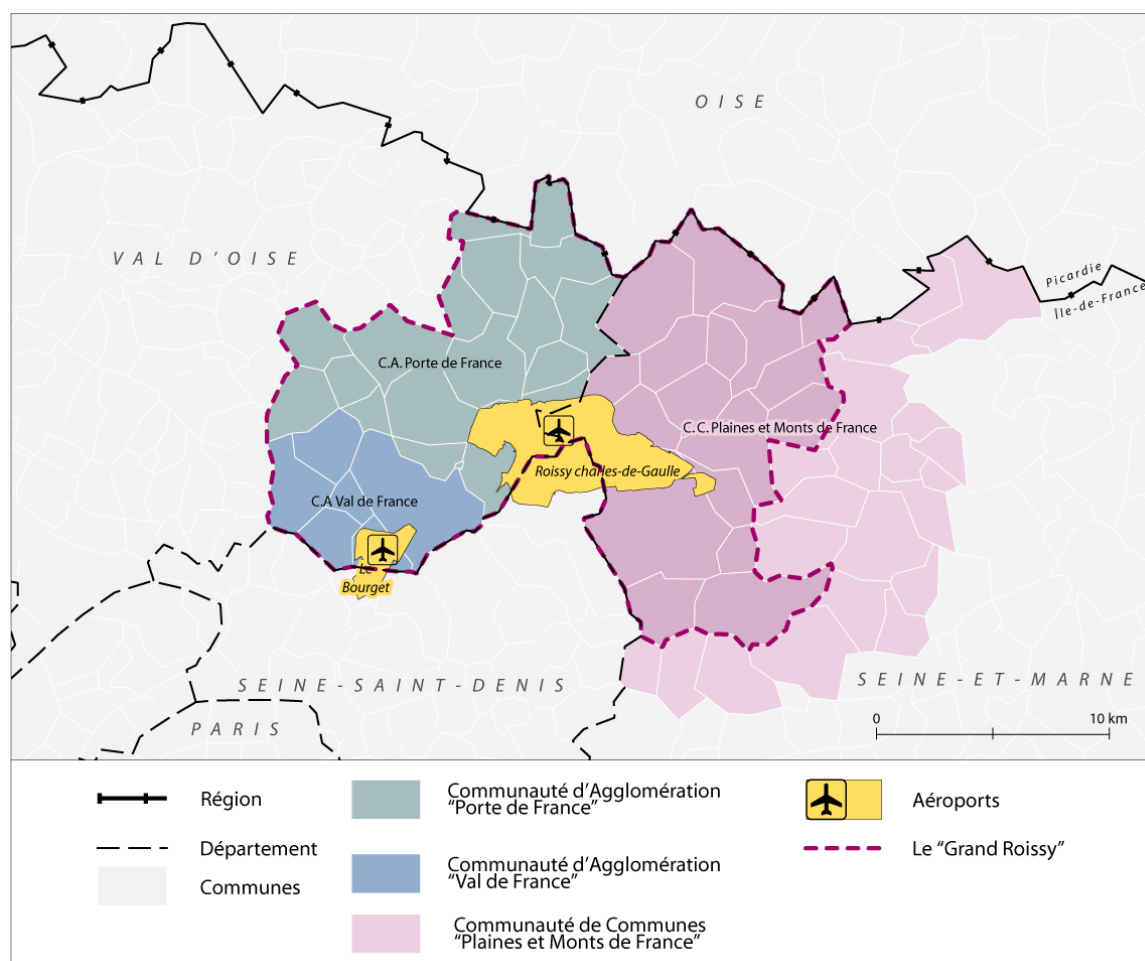 OISE
VAL D’OISE
Picardie
Île-de-France
C.A. Porte de France
C.C. Plaines et Monts de France
Roissy charles-de-Gaulle
C.A Val de France
Le
Bourget
SEINE-SAINT-DENIS
SEINE-ET-MARNE
PARIS
0 10 km
Région
Département
Communes
Communauté d’Agglomération
“Porte de France”
Communauté d’Agglomération
“Val de France”
Communauté de Communes
“Plaines et Monts de France”
Aéroports
Le “Grand Roissy”